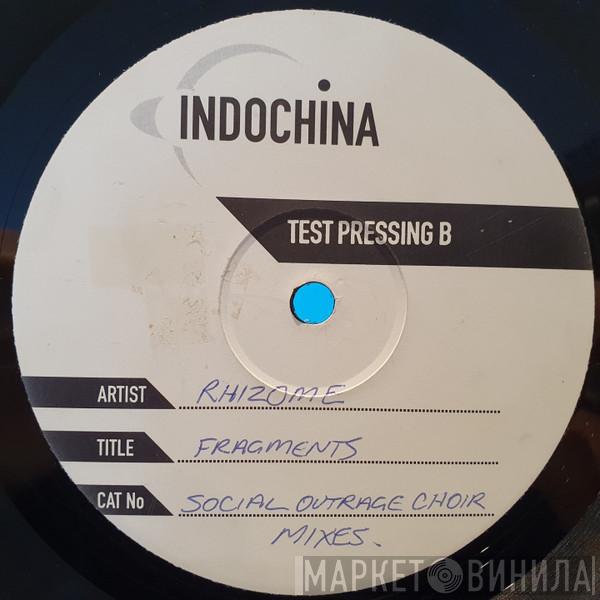 INDOCHINA
TEST PRESSING B
ARTIST RHIZOME
TITLE FRAGMENTS
CAT No SOCIAL OUTRAGE CHOIR
MIXES.
МАРКЕТ ВИНИЛА